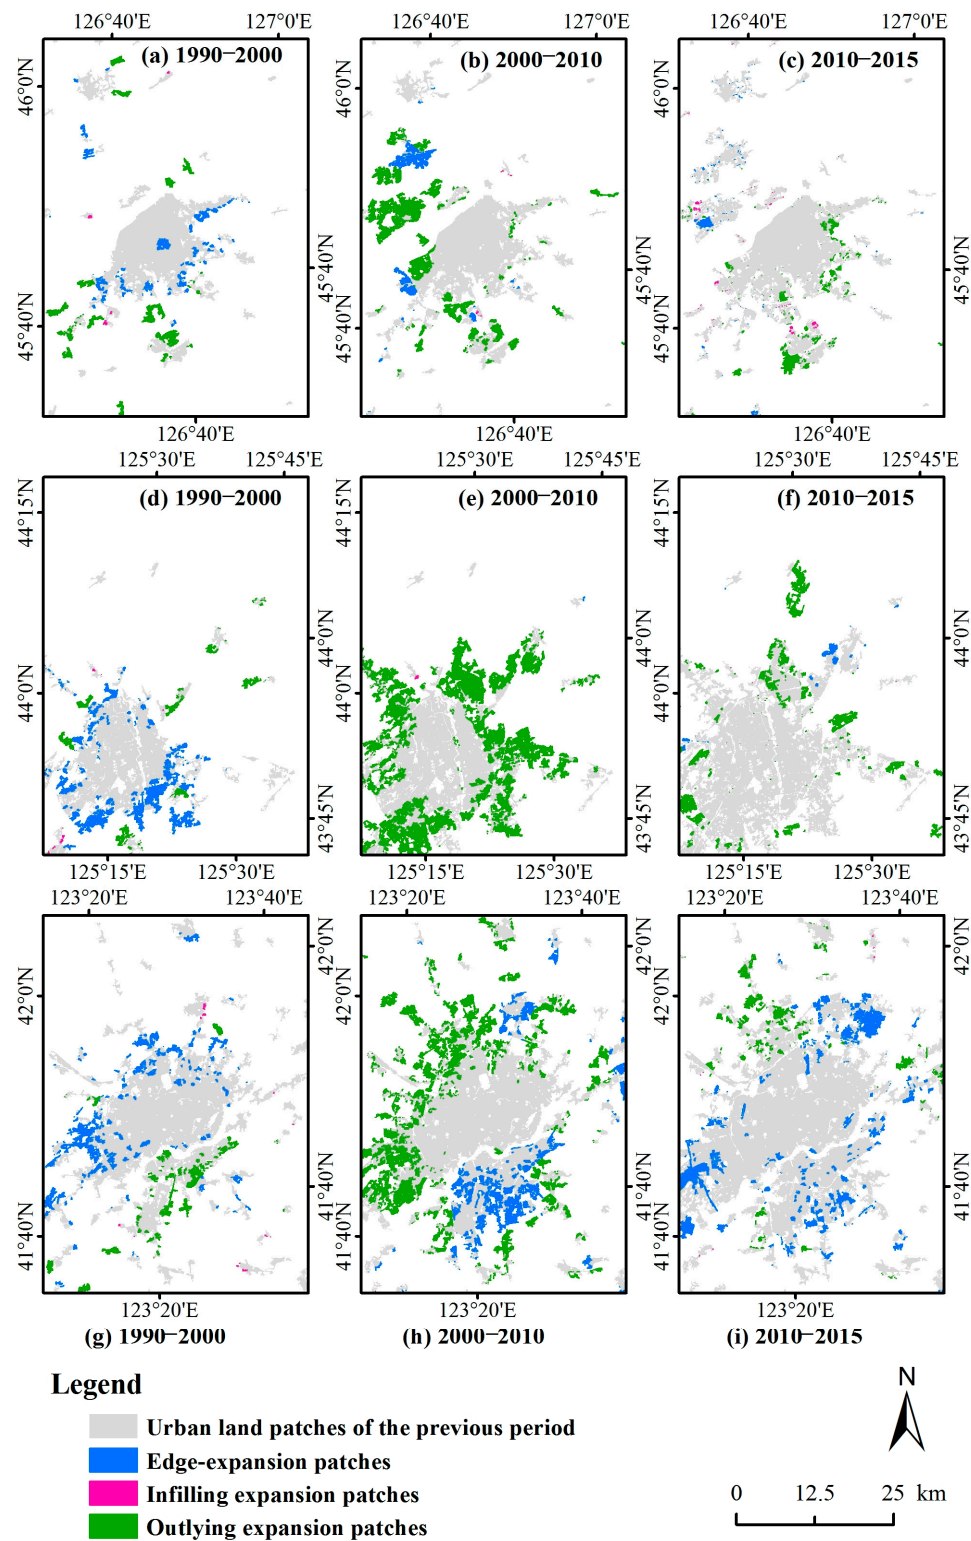 126°40'E 127°0'E 126°40'E 127°0'E 126°40'E 127°0'E
(a) 1990−2000 (b) 2000−2010 (c) 2010−2015
46°0'N 46°0'N 46°0'N
45°40'N 45°40'N 45°40'N
45°40'N 45°40'N 45°40'N
126°40'E 126°40'E 126°40'E
125°30'E 125°45'E 125°30'E 125°45'E 125°30'E 125°45'E
(d) 1990−2000 (e) 2000−2010 (f) 2010−2015
44°15'N 44°15'N 44°15'N
44°0'N 44°0'N 44°0'N
44°0'N 44°0'N 44°0'N
43°45'N 43°45'N 43°45'N
125°15'E 125°30'E 125°15'E 125°30'E 125°15'E 125°30'E
123°20'E 123°40'E 123°20'E 123°40'E 123°20'E 123°40'E
42°0'N 42°0'N 42°0'N
42°0'N 42°0'N 42°0'N
41°40'N 41°40'N 41°40'N
41°40'N 41°40'N 41°40'N
123°20'E 123°20'E 123°20'E
(g) 1990−2000 (h) 2000−2010 (i) 2010−2015
Legend
N
Urban land patches of the previous period
Edge-expansion patches
Infilling expansion patches
Outlying expansion patches
0 12.5 25 km